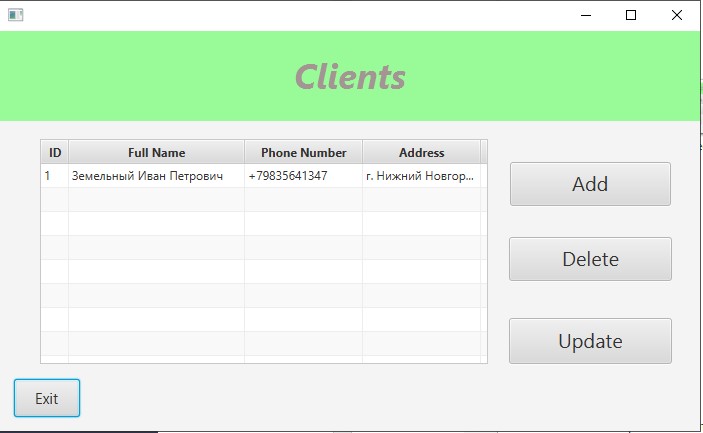 Clients
ID Full Name Phone Number Address
1 Земельный Иван Петрович +79835641347 г. Нижний Новгор...
Add
Delete
Update
Exit